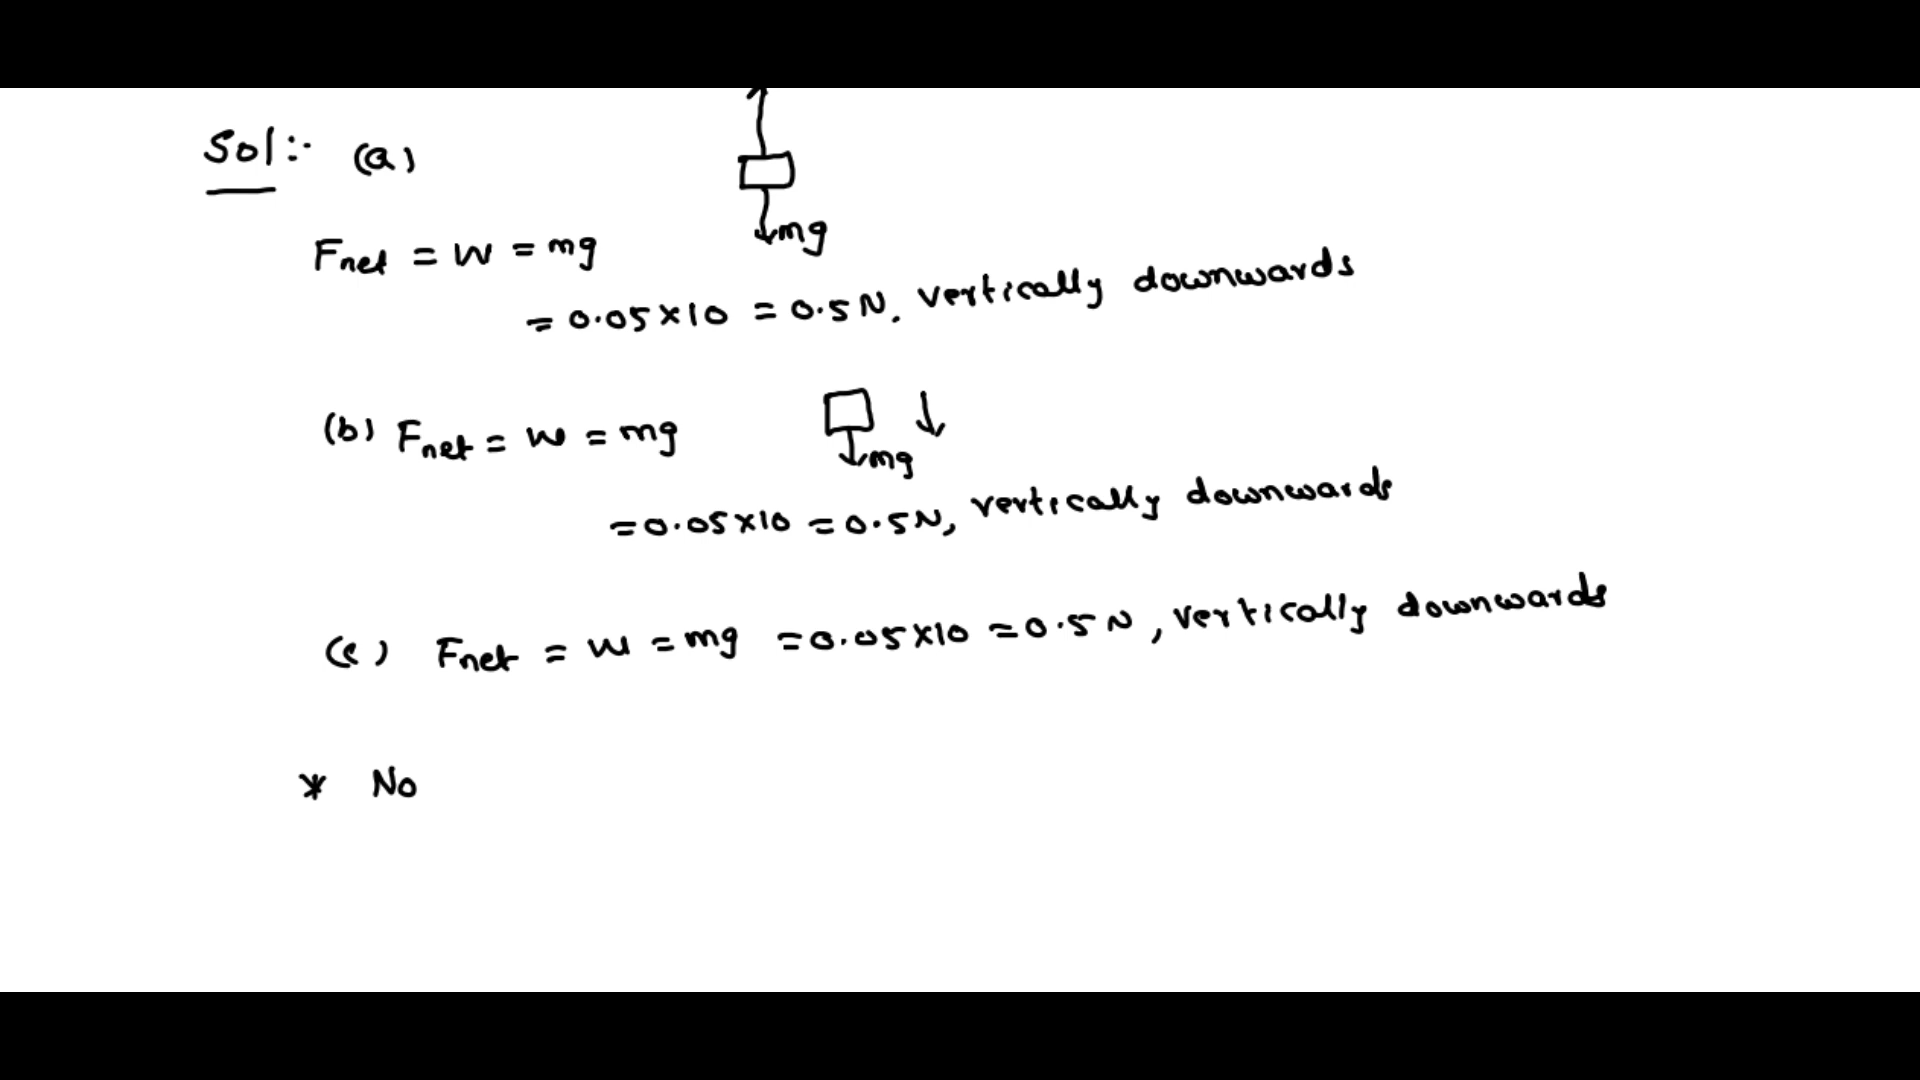 Sol:- (a)
mg
Fnet = W = mg
= 0.05×10 = 0.5N, vertically downwards
(b) Fnet = W = mg
mg
= 0.05×10 = 0.5N, vertically downwards
(c) Fnet = W = mg = 0.05×10 = 0.5N, vertically downwards
* No